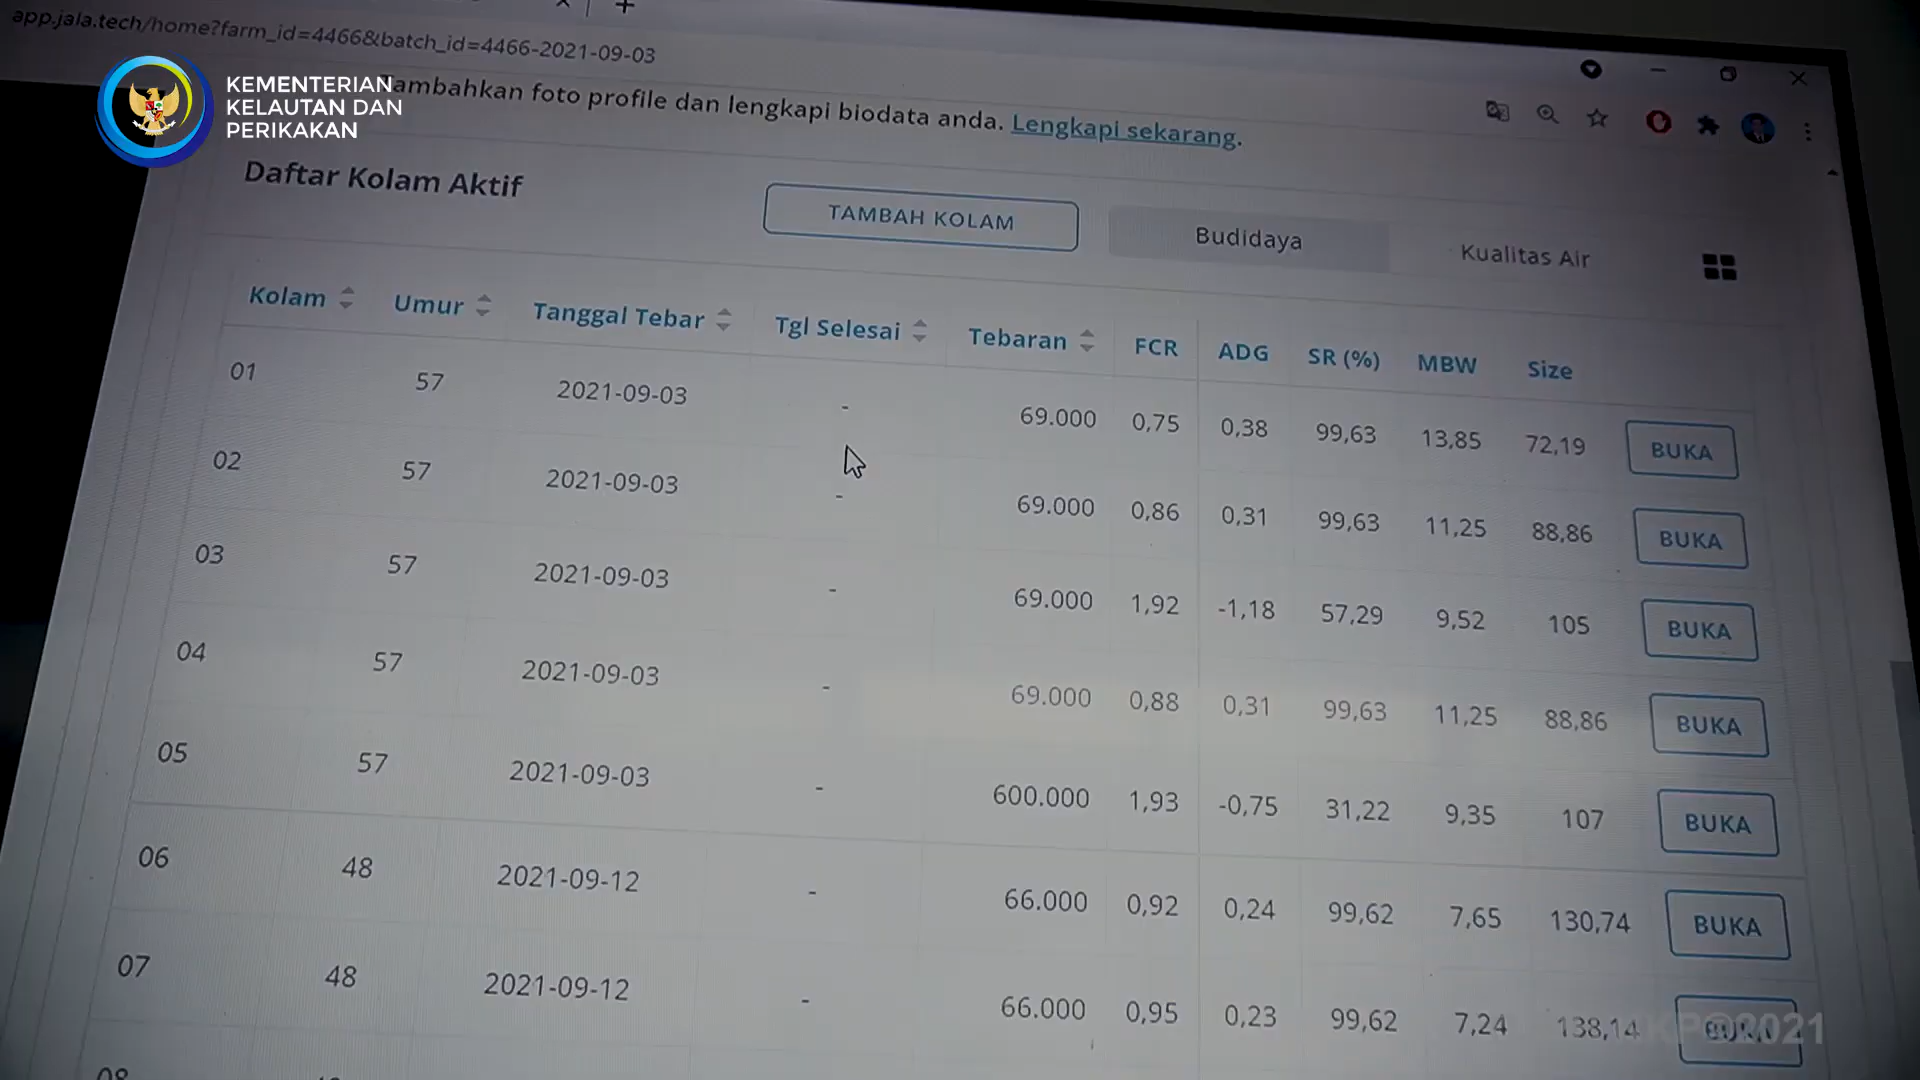 app.jala.tech/home?farm_id=4466&batch_id=4466-2021-09-03
KEMENTERIAN
KELAUTAN DAN
PERIKAKAN
Tambahkan foto profile dan lengkapi biodata anda. Lengkapi sekarang.
Daftar Kolam Aktif
TAMBAH KOLAM
Budidaya
Kualitas Air
Kolam Umur Tanggal Tebar Tgl Selesai Tebaran FCR ADG SR (%) MBW Size
01 57 2021-09-03 - 69.000 0,75 0,38 99,63 13,85 72,19 BUKA
02 57 2021-09-03 - 69.000 0,86 0,31 99,63 11,25 88,86 BUKA
03 57 2021-09-03 - 69.000 1,92 -1,18 57,29 9,52 105 BUKA
04 57 2021-09-03 - 69.000 0,88 0,31 99,63 11,25 88,86 BUKA
05 57 2021-09-03 - 600.000 1,93 -0,75 31,22 9,35 107 BUKA
06 48 2021-09-12 - 66.000 0,92 0,24 99,62 7,65 130,74 BUKA
07 48 2021-09-12 - 66.000 0,95 0,23 99,62 7,24 138,14 BUKA
08